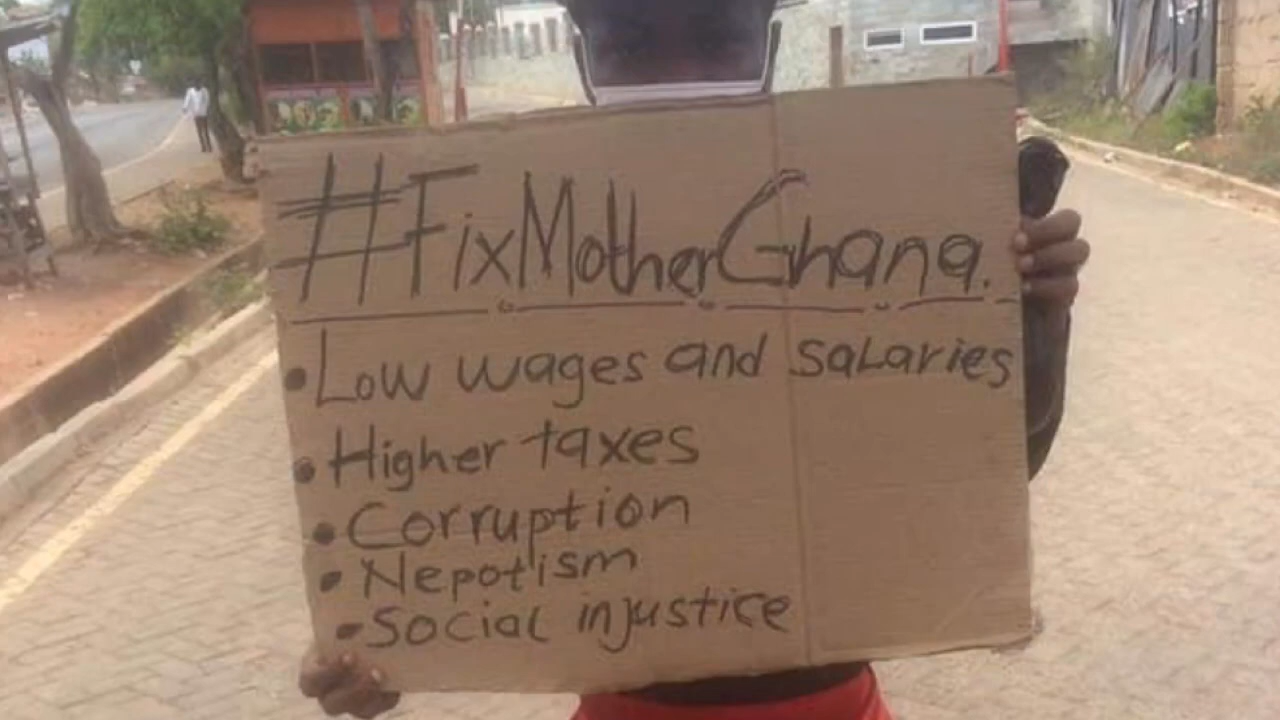 #FixMotherGhana.
• Low wages and salaries
• Higher taxes
• Corruption
• Nepotism
• Social injustice